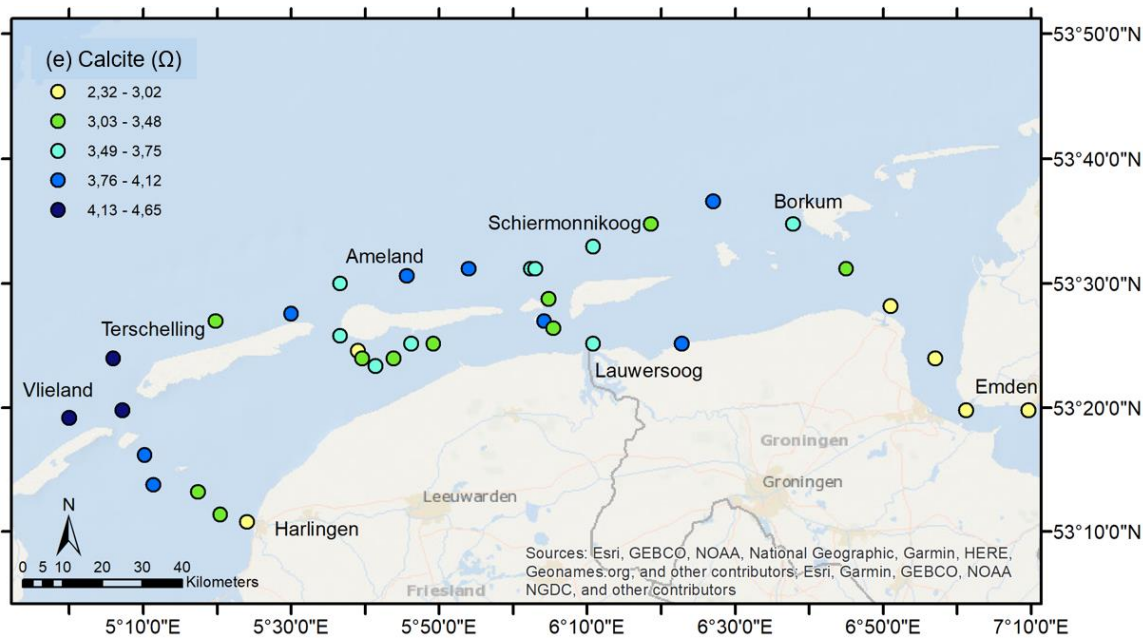 (e) Calcite (Ω)
2,32 - 3,02
3,03 - 3,48
3,49 - 3,75
3,76 - 4,12
4,13 - 4,65
53°50'0"N
53°40'0"N
53°30'0"N
53°20'0"N
53°10'0"N
Borkum
Schiermonnikoog
Ameland
Terschelling
Vlieland
Lauwersoog
Emden
Groningen
Groningen
Leeuwarden
Harlingen
Friesland
N
0 5 10 20 30 40
Kilometers
Sources: Esri, GEBCO, NOAA, National Geographic, Garmin, HERE,
Geonames.org, and other contributors; Esri, Garmin, GEBCO, NOAA
NGDC, and other contributors
5°10'0"E 5°30'0"E 5°50'0"E 6°10'0"E 6°30'0"E 6°50'0"E 7°10'0"E